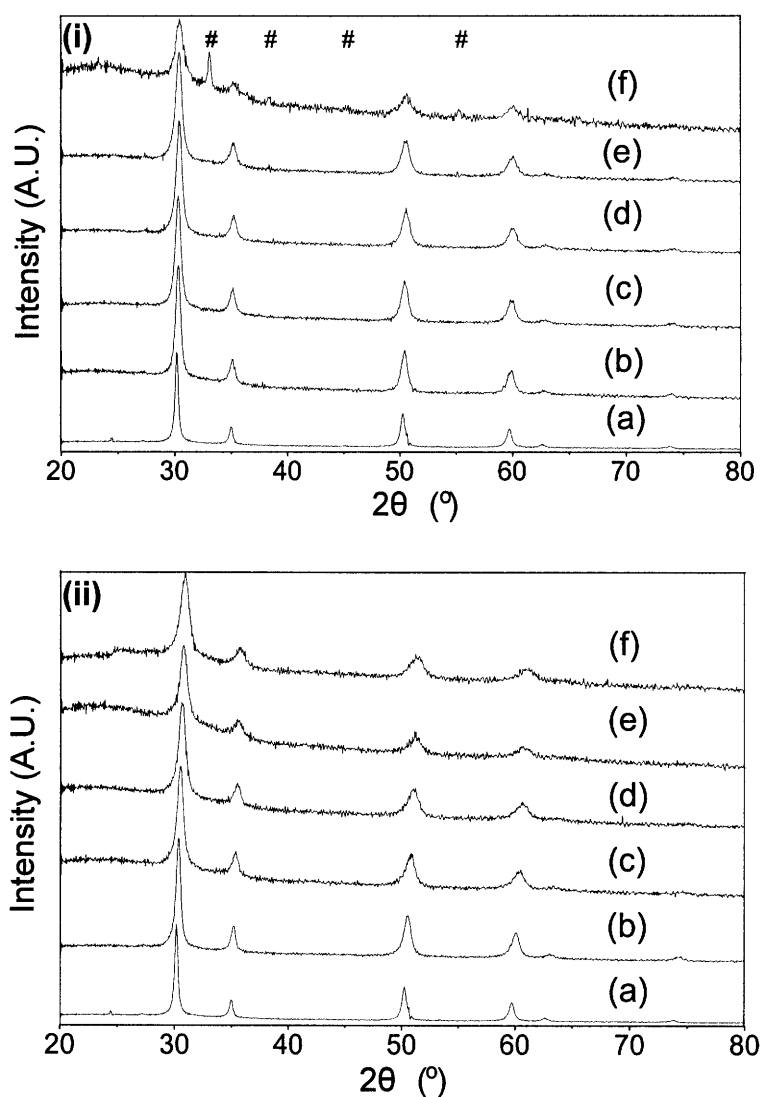 (i)
# # # #
(f)
(e)
(d)
(c)
(b)
(a)
Intensity (A.U.)
20 30 40 50 60 70 80
2θ (º)
(ii)
(f)
(e)
(d)
(c)
(b)
(a)
Intensity (A.U.)
20 30 40 50 60 70 80
2θ (º)